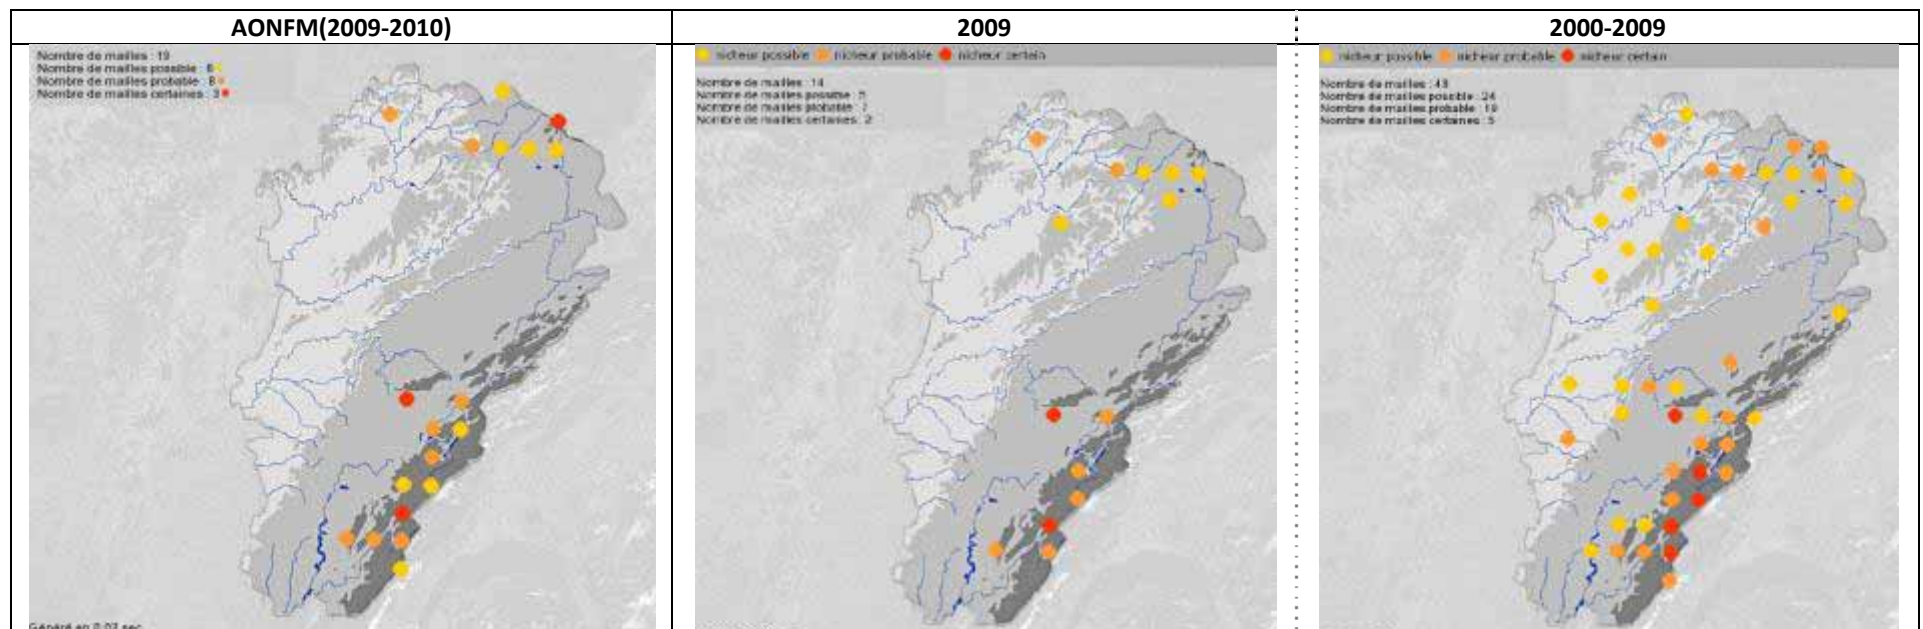 AONFM(2009-2010)
2009
2000-2009
Nombre de mailles : 19
Nombre de mailles possible : 8
Nombre de mailles probable : 8
Nombre de mailles certaines : 3
nicheur possible nicheur probable nicheur certain
Nombre de mailles : 14
Nombre de mailles possible : 5
Nombre de mailles probable : 7
Nombre de mailles certaines : 2
nicheur possible nicheur probable nicheur certain
Nombre de mailles : 48
Nombre de mailles possible : 24
Nombre de mailles probable : 19
Nombre de mailles certaines : 5
Généré en sec